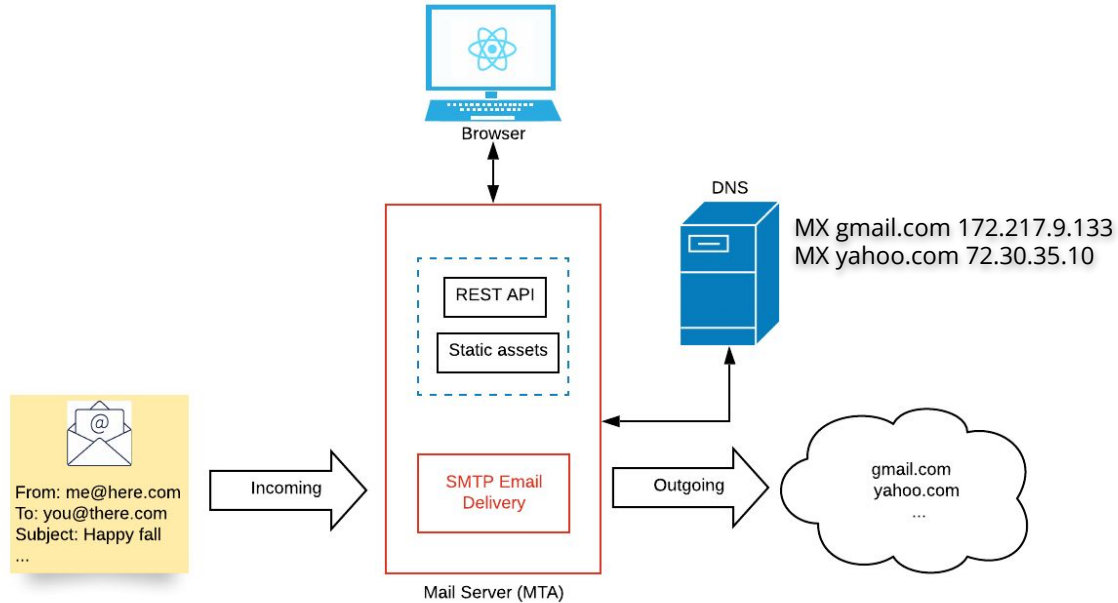 Browser
DNS
MX gmail.com 172.217.9.133
MX yahoo.com 72.30.35.10
REST API
Static assets
@
From: me@here.com
To: you@there.com
Subject: Happy fall
...
Incoming
SMTP Email
Delivery
Outgoing
gmail.com
yahoo.com
...
Mail Server (MTA)